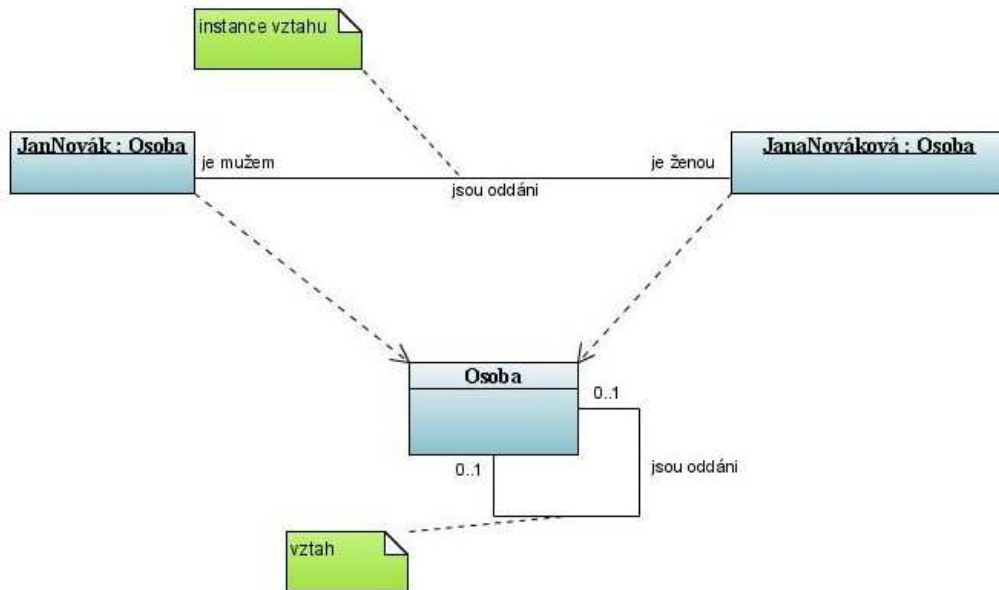 instance vztahu
JanNovák : Osoba
JanaNováková : Osoba
je mužem
je ženou
jsou oddáni
Osoba
0..1
0..1
jsou oddáni
vztah